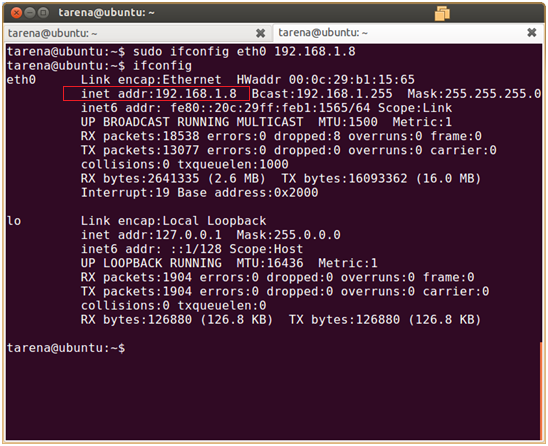 tarena@ubuntu: ~
tarena@ubuntu: ~ tarena@ubuntu: ~
tarena@ubuntu:~$ sudo ifconfig eth0 192.168.1.8
tarena@ubuntu:~$ ifconfig
eth0 Link encap:Ethernet HWaddr 00:0c:29:b1:15:65
inet addr:192.168.1.8 Bcast:192.168.1.255 Mask:255.255.255.0
inet6 addr: fe80::20c:29ff:feb1:1565/64 Scope:Link
UP BROADCAST RUNNING MULTICAST MTU:1500 Metric:1
RX packets:18538 errors:0 dropped:8 overruns:0 frame:0
TX packets:13077 errors:0 dropped:0 overruns:0 carrier:0
collisions:0 txqueuelen:1000
RX bytes:2641335 (2.6 MB) TX bytes:16093362 (16.0 MB)
Interrupt:19 Base address:0x2000
lo Link encap:Local Loopback
inet addr:127.0.0.1 Mask:255.0.0.0
inet6 addr: ::1/128 Scope:Host
UP LOOPBACK RUNNING MTU:16436 Metric:1
RX packets:1904 errors:0 dropped:0 overruns:0 frame:0
TX packets:1904 errors:0 dropped:0 overruns:0 carrier:0
collisions:0 txqueuelen:0
RX bytes:126880 (126.8 KB) TX bytes:126880 (126.8 KB)
tarena@ubuntu:~$